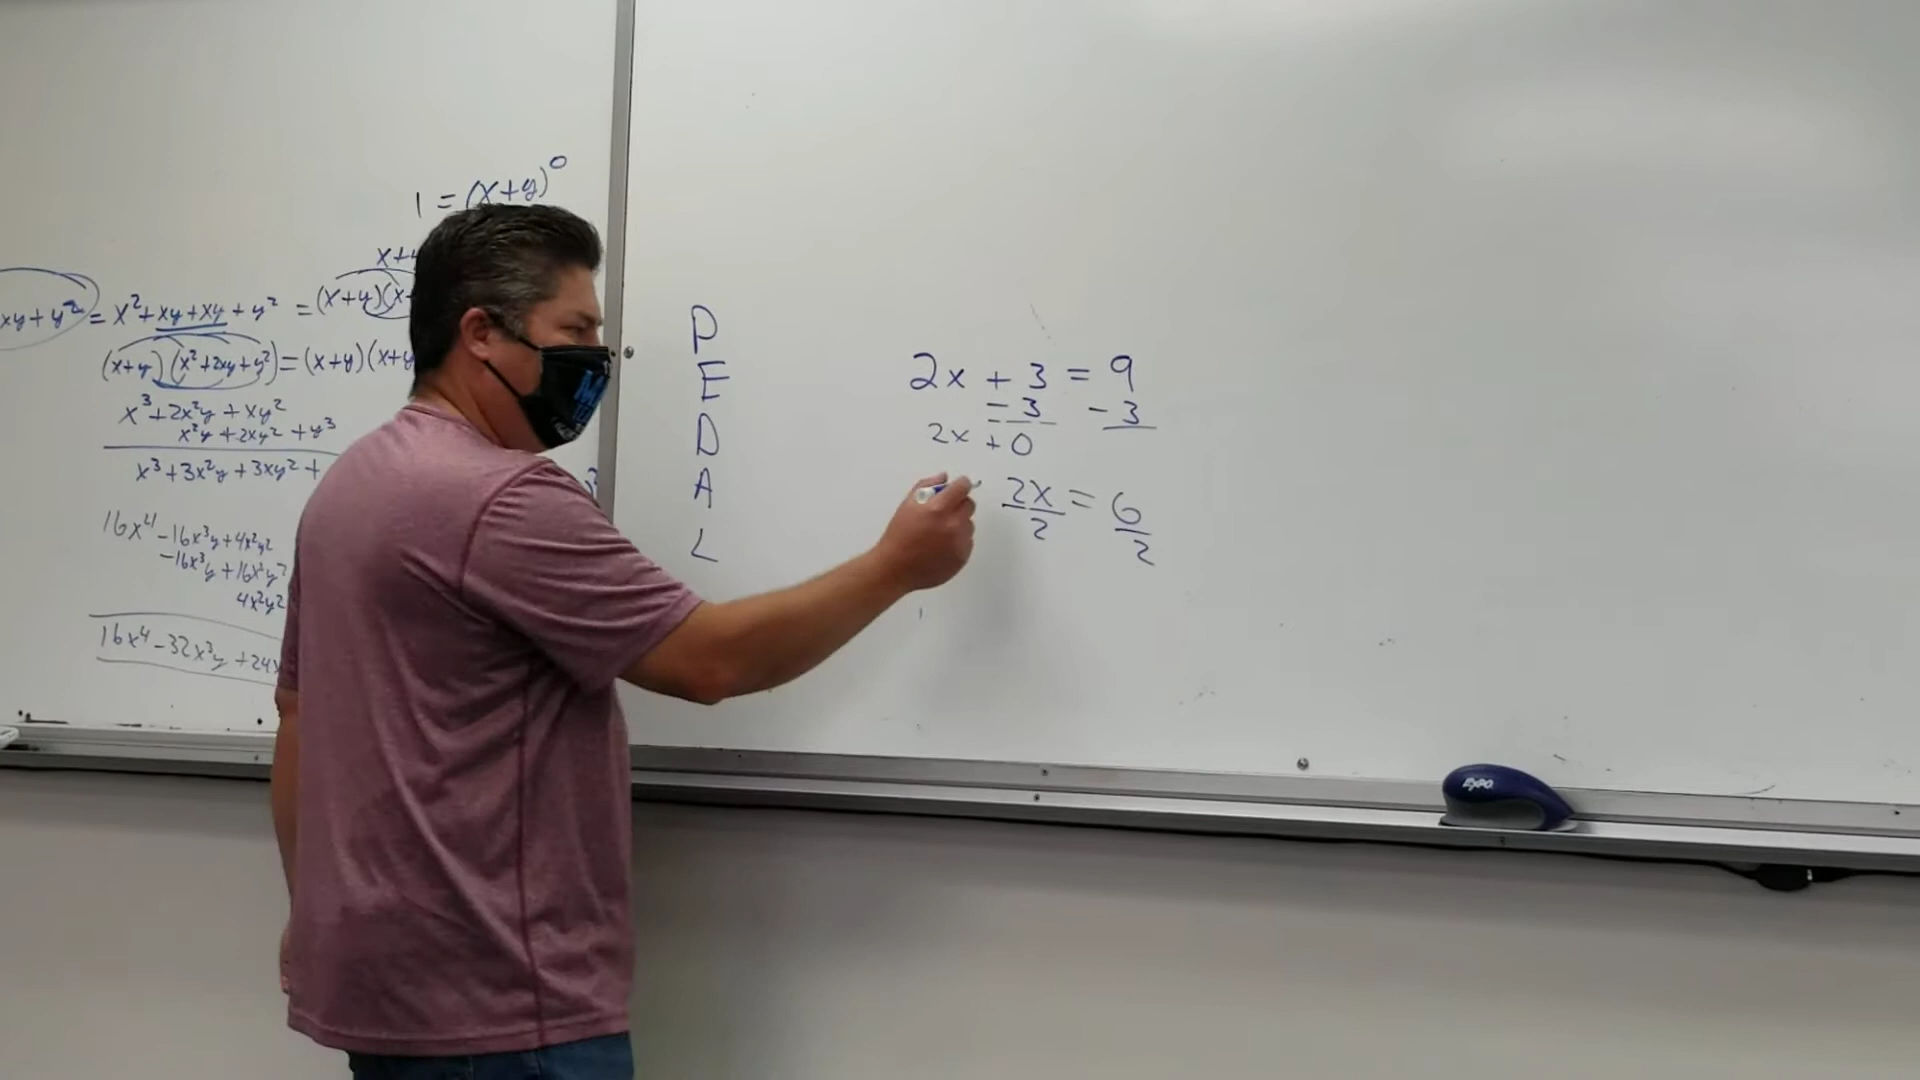 1 = (x+y)⁰
x+
xy + y² = x² + xy + xy + y² = (x+y)(x
(x+y)(x²+2xy+y²) = (x+y)(x+y
x³ + 2x²y + xy²
x²y + 2xy² + y³
x³ + 3x²y + 3xy² +
16x⁴ - 16x³y + 4x²y²
-16x³y + 16x²y²
4x²y²
16x⁴ - 32x³y + 24x
P
E
D
A
L
2x + 3 = 9
- 3 - 3
2x + 0
2x = 6
2 2
EXPO